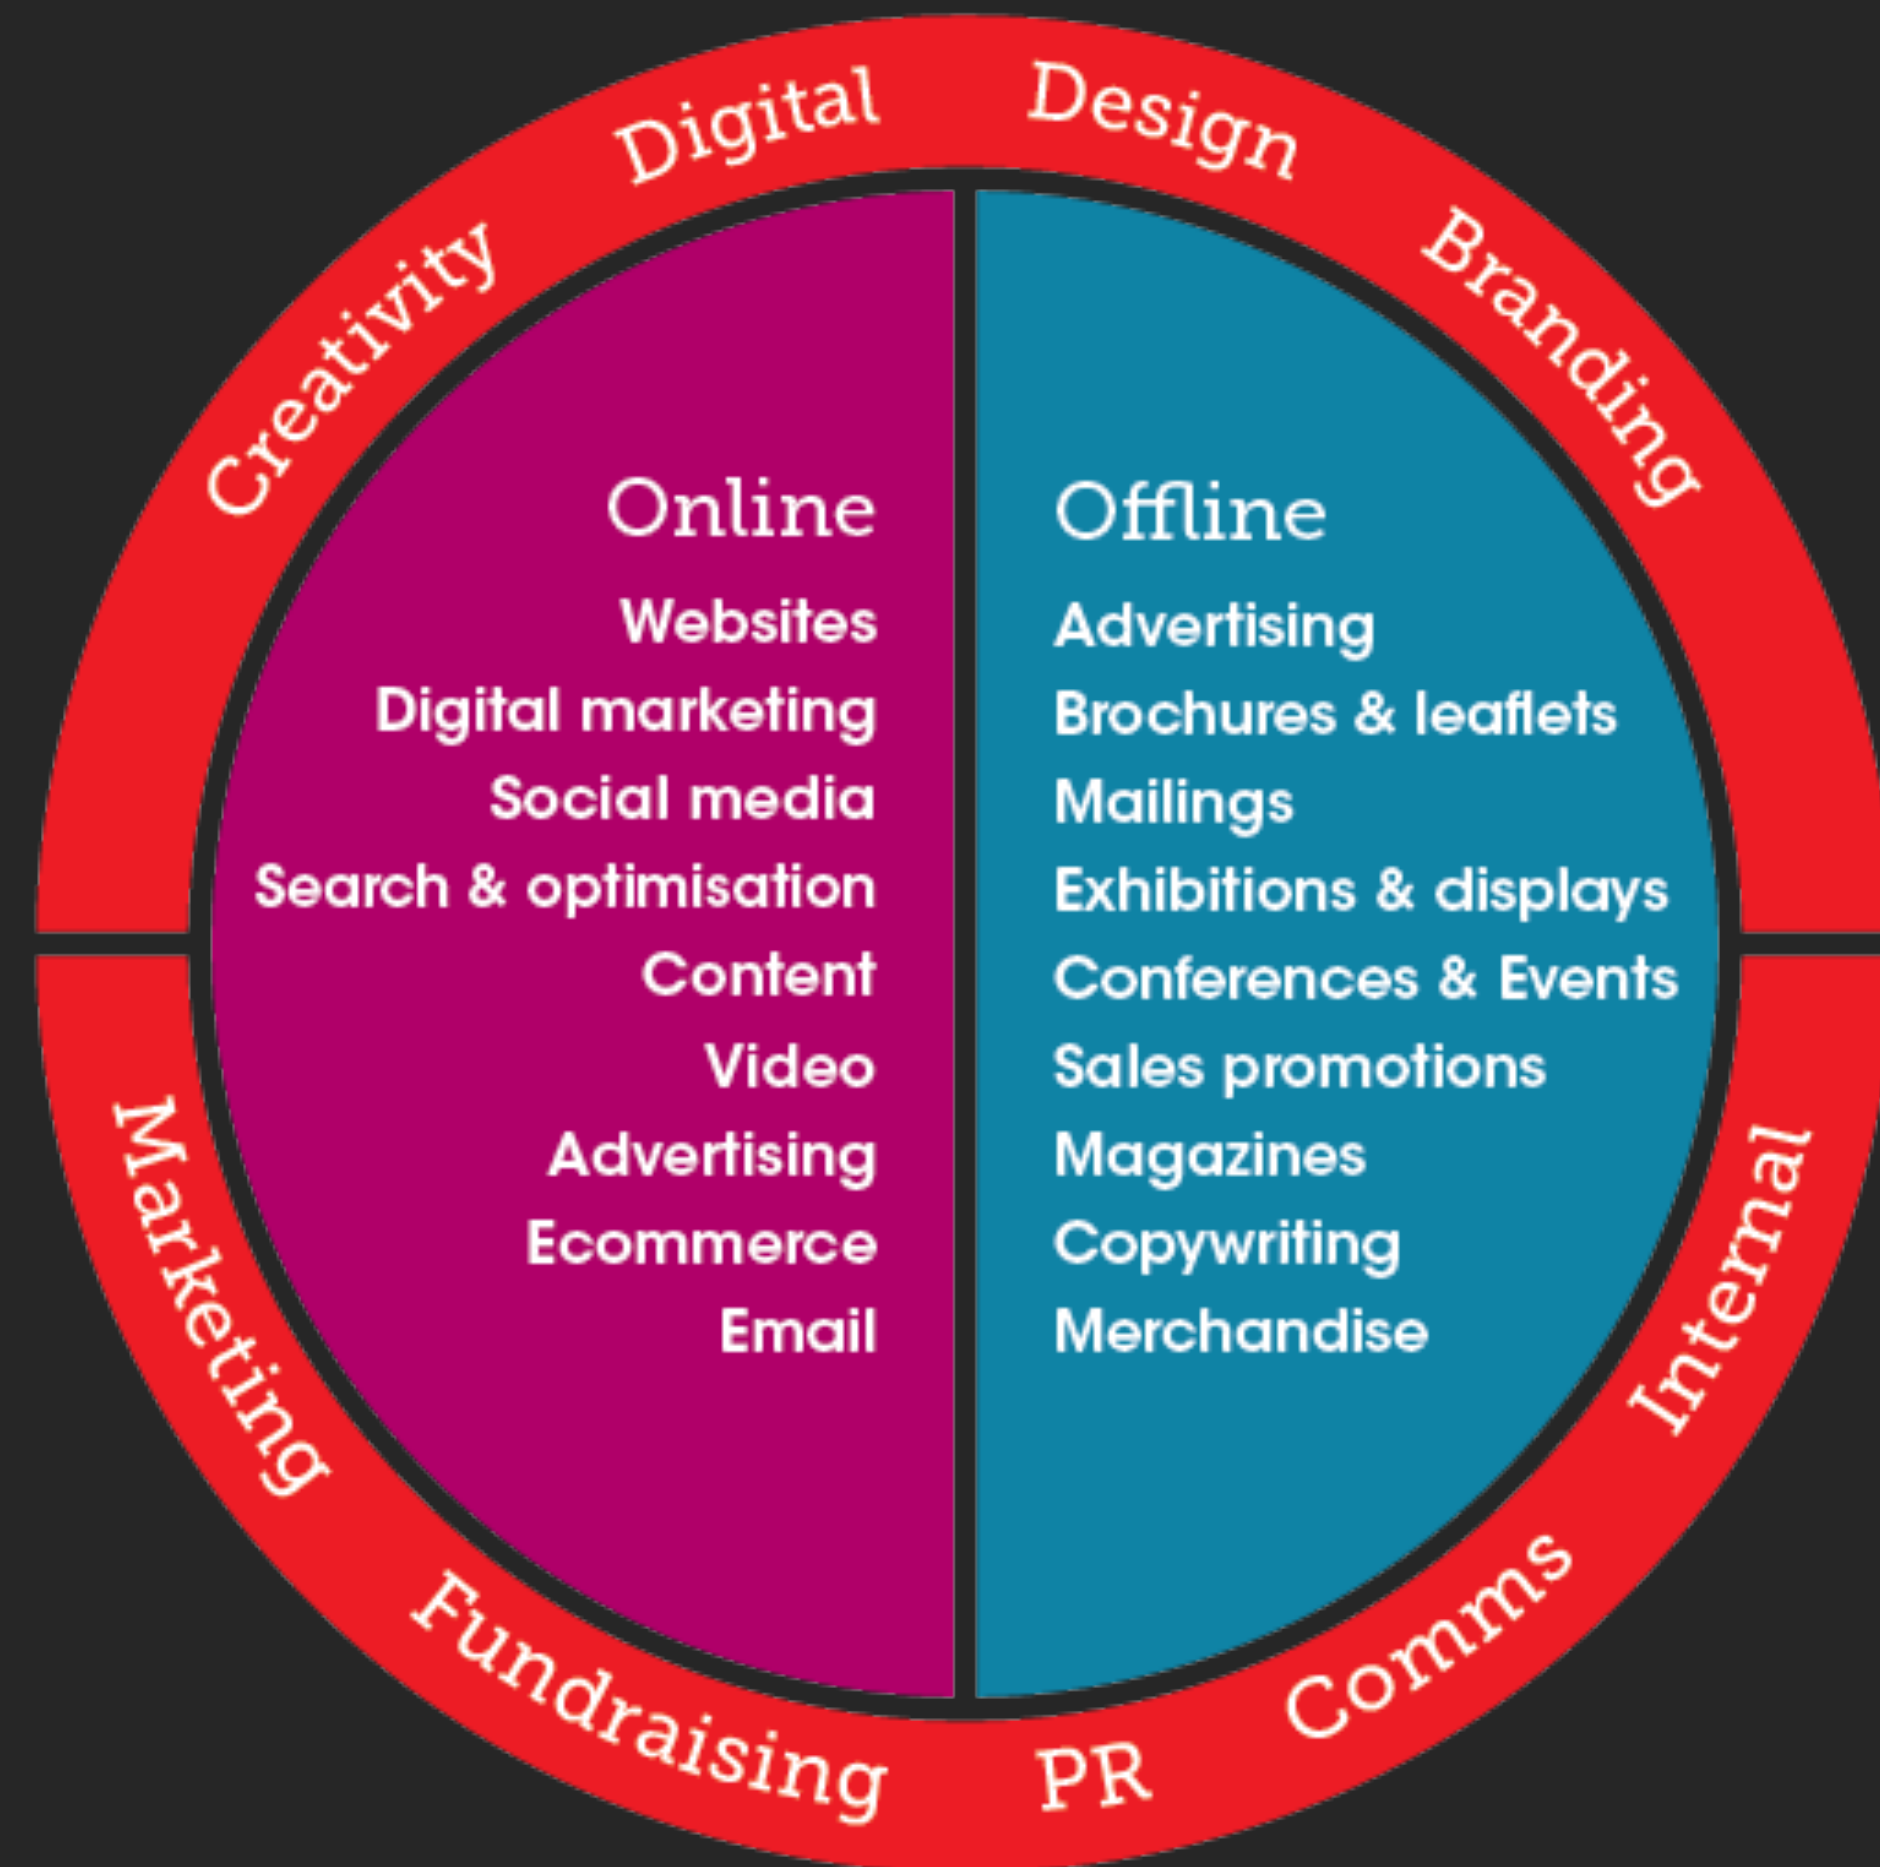 Creativity
Digital
Design
Branding
Online
Websites
Digital marketing
Social media
Search & optimisation
Content
Video
Advertising
Ecommerce
Email
Offline
Advertising
Brochures & leaflets
Mailings
Exhibitions & displays
Conferences & Events
Sales promotions
Magazines
Copywriting
Merchandise
Marketing
Fundraising
PR
Comms
Internal